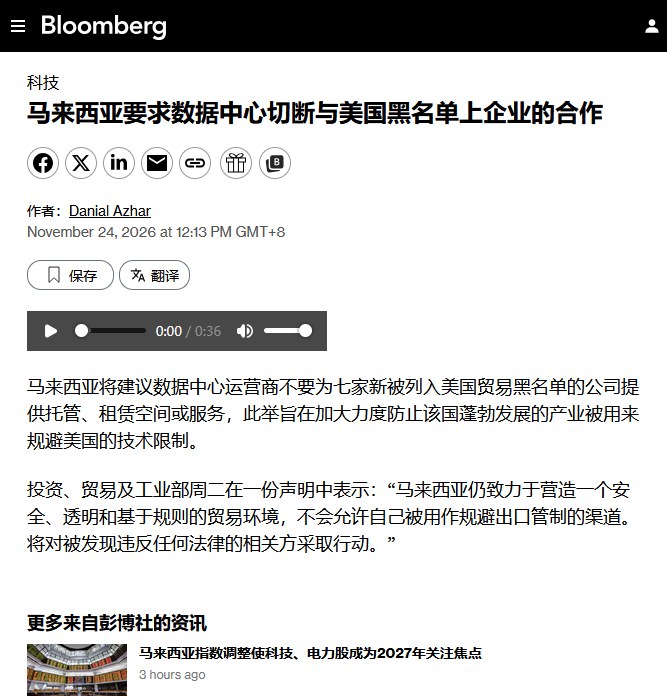 Bloomberg
科技
马来西亚要求数据中心切断与美国黑名单上企业的合作
作者：Danial Azhar
November 24, 2026 at 12:13 PM GMT+8
保存
翻译
0:00 / 0:36
马来西亚将建议数据中心运营商不要为七家新被列入美国贸易黑名单的公司提
供托管、租赁空间或服务，此举旨在加大力度防止该国蓬勃发展的产业被用来
规避美国的技术限制。
投资、贸易及工业部周二在一份声明中表示：“马来西亚仍致力于营造一个安
全、透明和基于规则的贸易环境，不会允许自己被用作规避出口管制的渠道。
将对被发现违反任何法律的相关方采取行动。”
更多来自彭博社的资讯
马来西亚指数调整使科技、电力股成为2027年关注焦点
3 hours ago